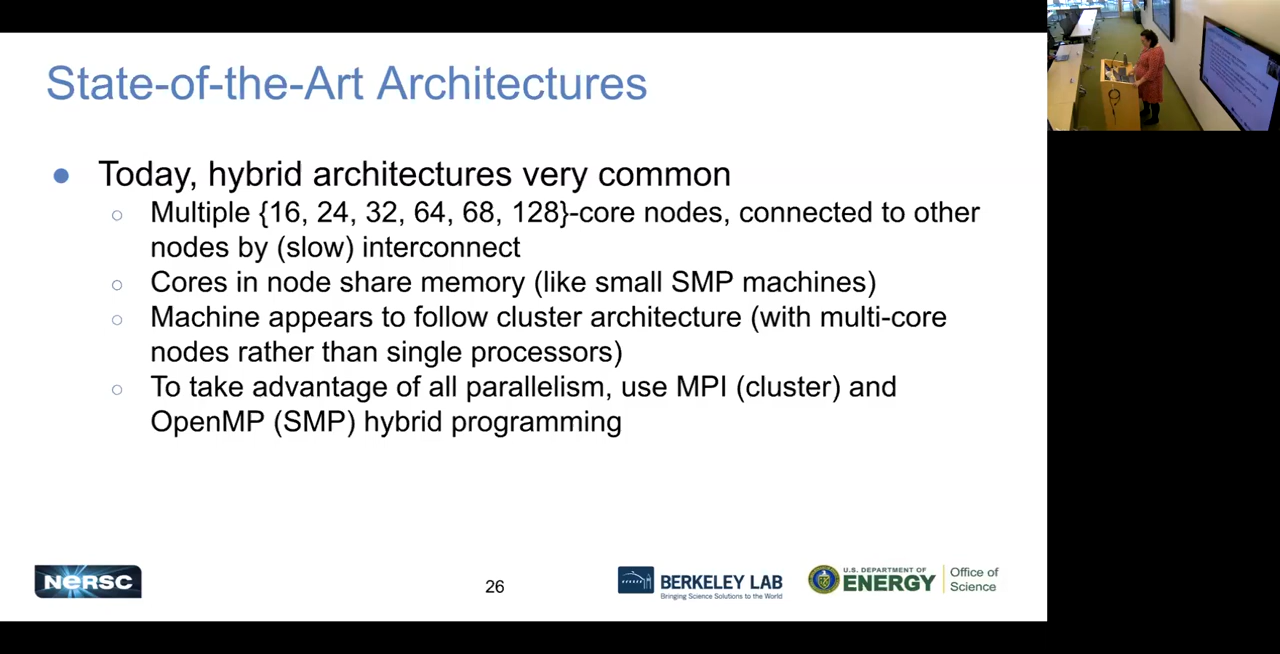 State-of-the-Art Architectures
● Today, hybrid architectures very common
○ Multiple {16, 24, 32, 64, 68, 128}-core nodes, connected to other
nodes by (slow) interconnect
○ Cores in node share memory (like small SMP machines)
○ Machine appears to follow cluster architecture (with multi-core
nodes rather than single processors)
○ To take advantage of all parallelism, use MPI (cluster) and
OpenMP (SMP) hybrid programming
NERSC
26
BERKELEY LAB
Bringing Science Solutions to the World
U.S. DEPARTMENT OF
ENERGY
Office of
Science